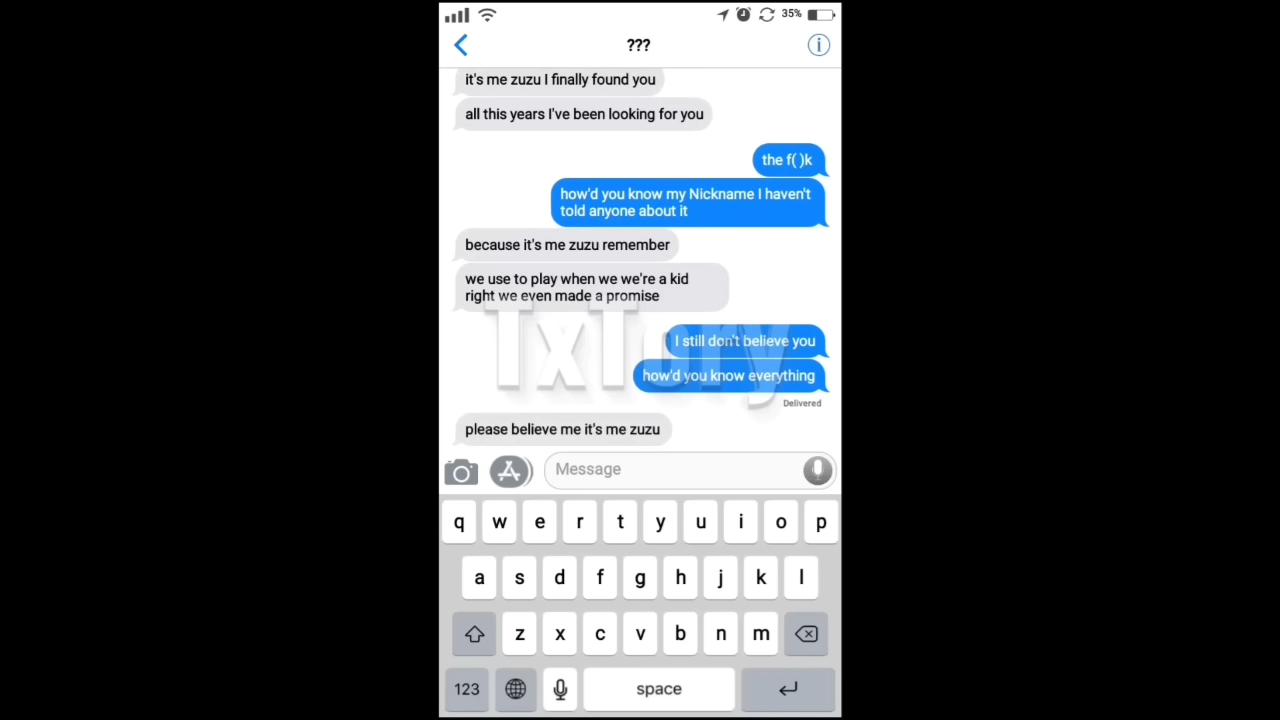 35%
???
it's me zuzu I finally found you
all this years I've been looking for you
the f( )k
how'd you know my Nickname I haven't
told anyone about it
because it's me zuzu remember
we use to play when we we're a kid
right we even made a promise
TxTory
I still don't believe you
how'd you know everything
Delivered
please believe me it's me zuzu
Message
q w e r t y u i o p
a s d f g h j k l
z x c v b n m
123 space